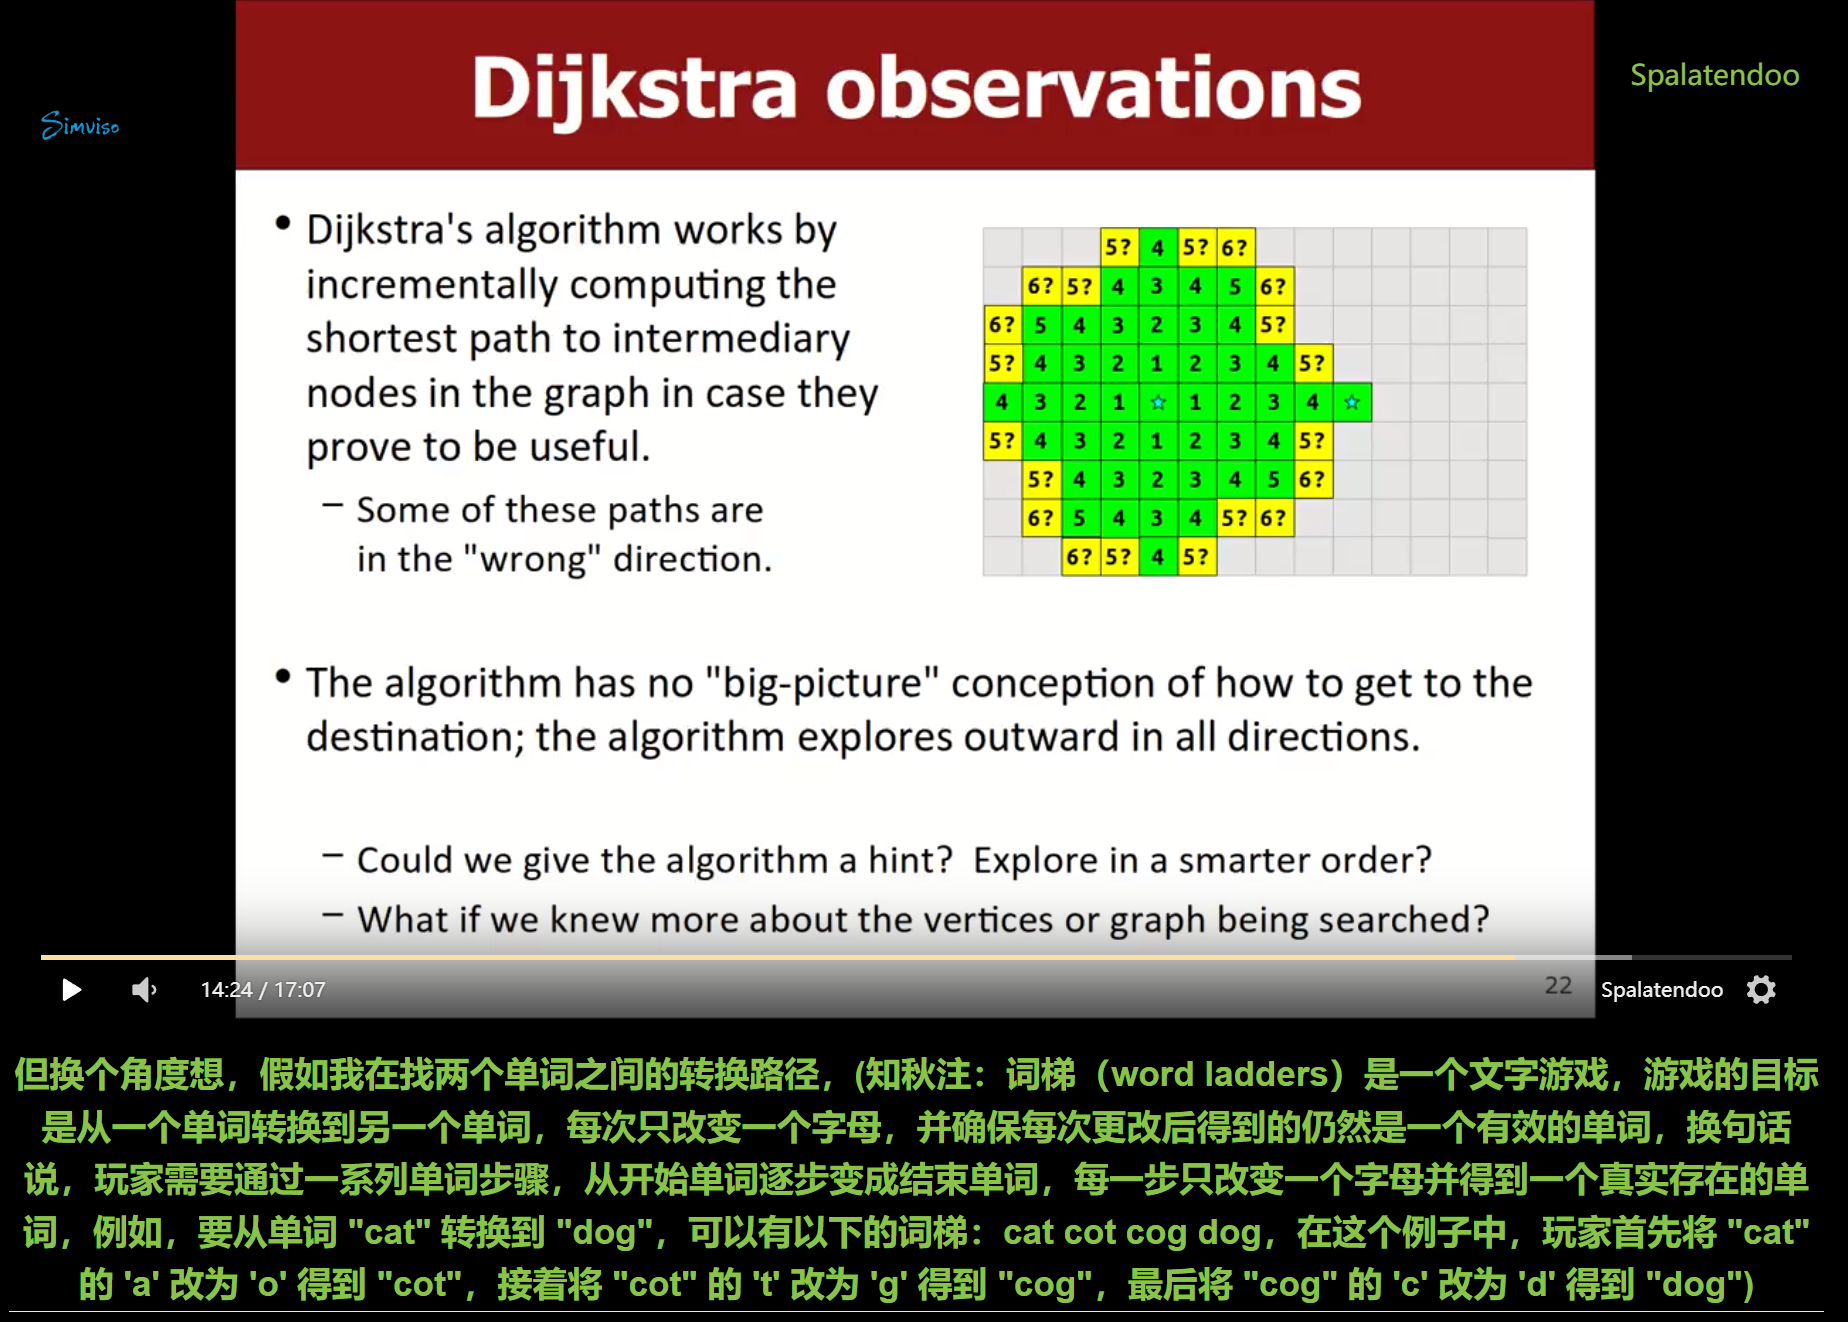 Dijkstra observations
Spalatendoo
Simviso
• Dijkstra's algorithm works by
incrementally computing the
shortest path to intermediary
nodes in the graph in case they
prove to be useful.
– Some of these paths are
in the "wrong" direction.
5? 4 5? 6?
6? 5? 4 3 4 5 6?
6? 5 4 3 2 3 4 5?
5? 4 3 2 1 2 3 4 5?
4 3 2 1 1 2 3 4
5? 4 3 2 1 2 3 4 5?
5? 4 3 2 3 4 5 6?
6? 5 4 3 4 5? 6?
6? 5? 4 5?
• The algorithm has no "big-picture" conception of how to get to the
destination; the algorithm explores outward in all directions.
– Could we give the algorithm a hint? Explore in a smarter order?
– What if we knew more about the vertices or graph being searched?
14:24 / 17:07
22
Spalatendoo
但换个角度想，假如我在找两个单词之间的转换路径，(知秋注：词梯（word ladders）是一个文字游戏，游戏的目标
是从一个单词转换到另一个单词，每次只改变一个字母，并确保每次更改后得到的仍然是一个有效的单词，换句话
说，玩家需要通过一系列单词步骤，从开始单词逐步变成结束单词，每一步只改变一个字母并得到一个真实存在的单
词，例如，要从单词 "cat" 转换到 "dog"，可以有以下的词梯：cat cot cog dog，在这个例子中，玩家首先将 "cat"
的 'a' 改为 'o' 得到 "cot"，接着将 "cot" 的 't' 改为 'g' 得到 "cog"，最后将 "cog" 的 'c' 改为 'd' 得到 "dog")